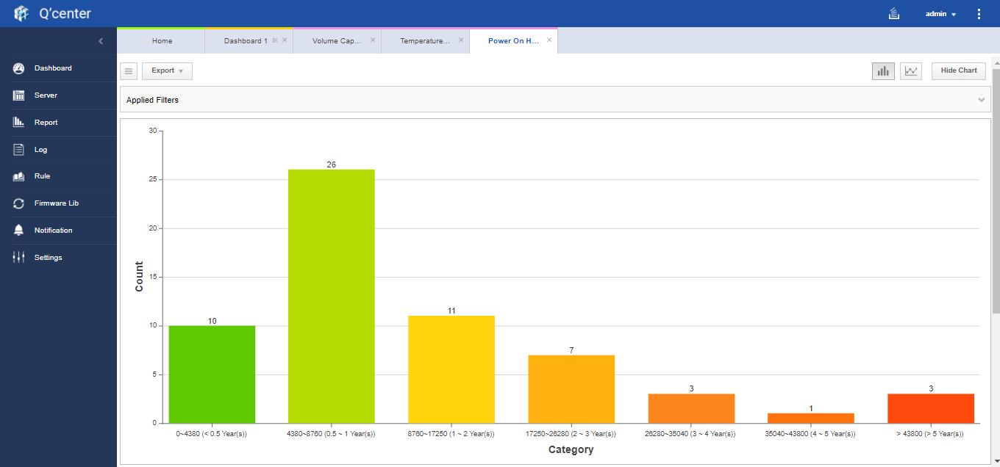 Q'center
admin
Home
Dashboard 1
Volume Cap...
Temperature...
Power On H...
Dashboard
Server
Report
Log
Rule
Firmware Lib
Notification
Settings
Export
Hide Chart
Applied Filters
30
25
20
15
10
5
0
Count
10
26
11
7
3
1
3
0~4380 (< 0.5 Year(s))
4380~8760 (0.5 ~ 1 Year(s))
8760~17250 (1 ~ 2 Year(s))
17250~26280 (2 ~ 3 Year(s))
26280~35040 (3 ~ 4 Year(s))
35040~43800 (4 ~ 5 Year(s))
> 43800 (> 5 Year(s))
Category